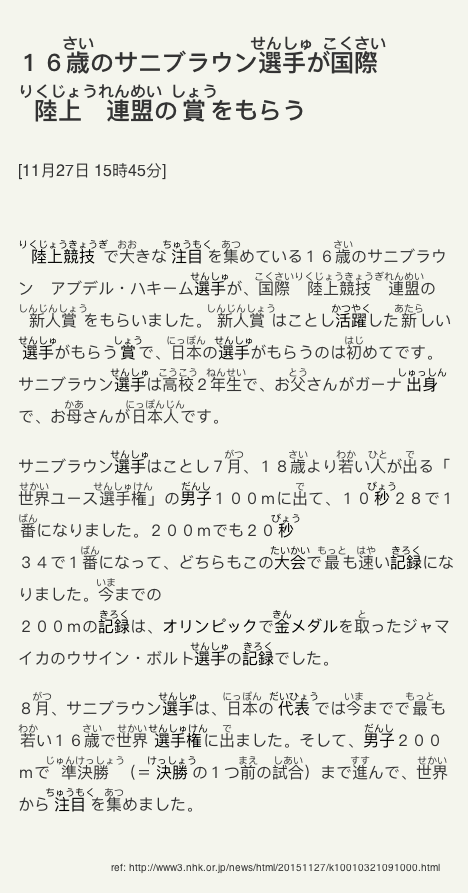 １６歳のサニブラウン選手が国際
陸上　連盟の賞をもらう
[11月27日 15時45分]
陸上競技で大きな注目を集めている１６歳のサニブラウ
ン　アブデル・ハキーム選手が、国際　陸上競技　連盟の
新人賞をもらいました。新人賞はことし活躍した新しい
選手がもらう賞で、日本の選手がもらうのは初めてです。
サニブラウン選手は高校２年生で、お父さんがガーナ出身
で、お母さんが日本人です。
サニブラウン選手はことし７月、１８歳より若い人が出る「
世界ユース選手権」の男子１００ｍに出て、１０秒２８で１
番になりました。２００ｍでも２０秒
３４で１番になって、どちらもこの大会で最も速い記録にな
りました。今までの
２００ｍの記録は、オリンピックで金メダルを取ったジャマ
イカのウサイン・ボルト選手の記録でした。
８月、サニブラウン選手は、日本の代表では今までで最も
若い１６歳で世界選手権に出ました。そして、男子２００
ｍで準決勝　（＝決勝の１つ前の試合）まで進んで、世界
から注目を集めました。
ref: http://www3.nhk.or.jp/news/html/20151127/k10010321091000.html